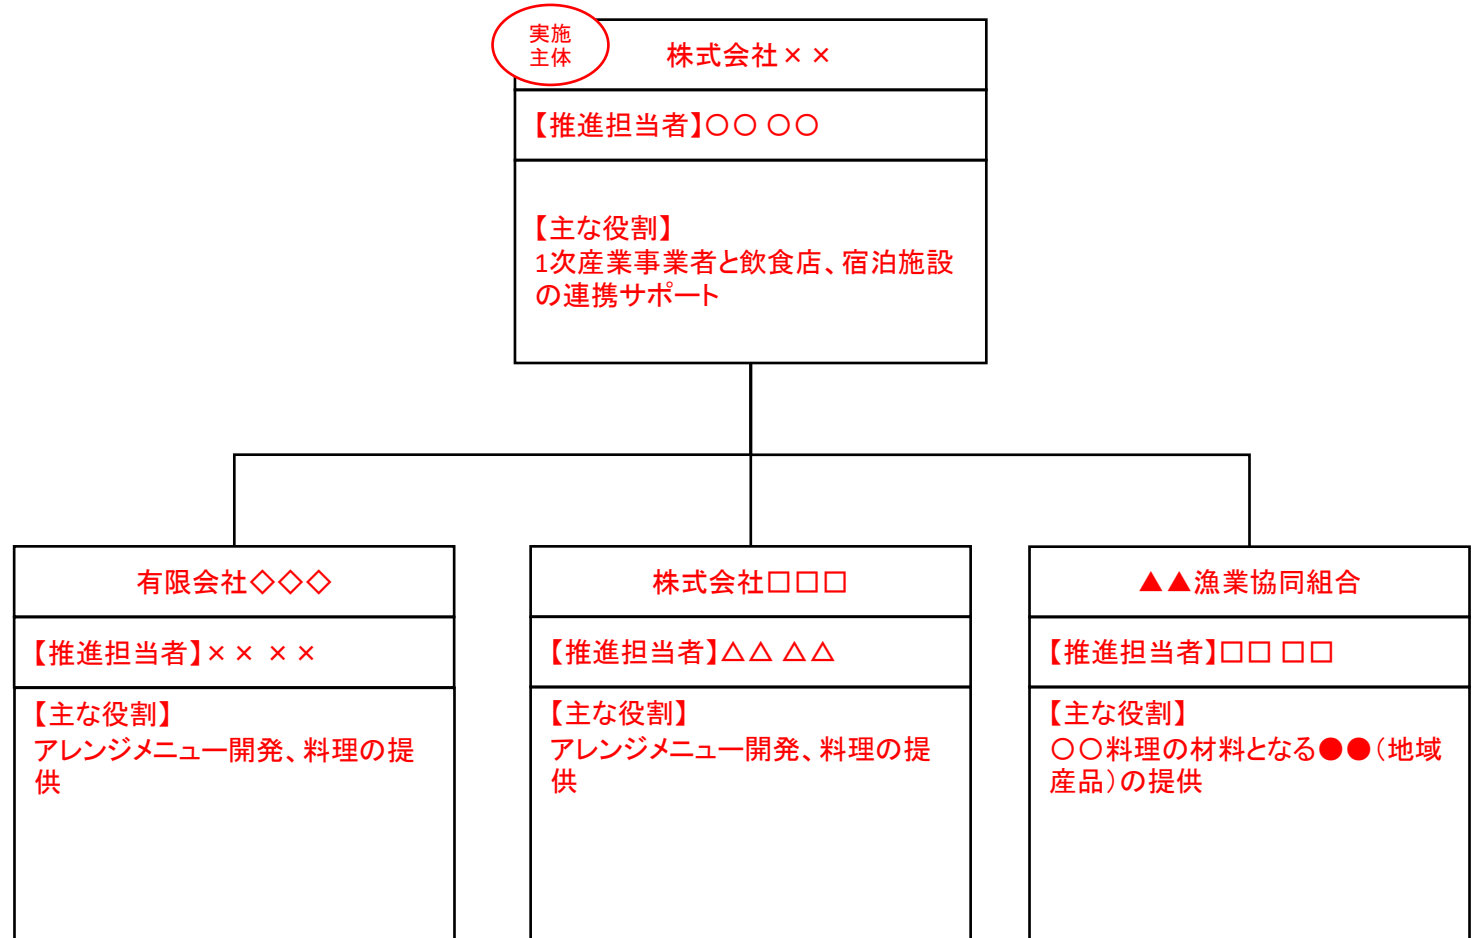 実施
主体
株式会社××
【推進担当者】〇〇 〇〇
【主な役割】
1次産業事業者と飲食店、宿泊施設
の連携サポート
有限会社◇◇◇
【推進担当者】×× ××
【主な役割】
アレンジメニュー開発、料理の提
供
株式会社□□□
【推進担当者】△△ △△
【主な役割】
アレンジメニュー開発、料理の提
供
▲▲漁業協同組合
【推進担当者】□□ □□
【主な役割】
〇〇料理の材料となる●●（地域
産品）の提供